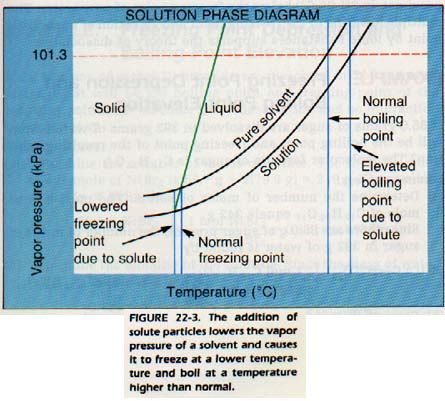 SOLUTION PHASE DIAGRAM
101.3
Solid
Liquid
Pure solvent
Solution
Normal
boiling
point
Elevated
boiling
point
due to
solute
Lowered
freezing
point
due to solute
Normal
freezing point
Vapor pressure (kPa)
Temperature (°C)
FIGURE 22-3. The addition of
solute particles lowers the vapor
pressure of a solvent and causes
it to freeze at a lower tempera-
ture and boil at a temperature
higher than normal.